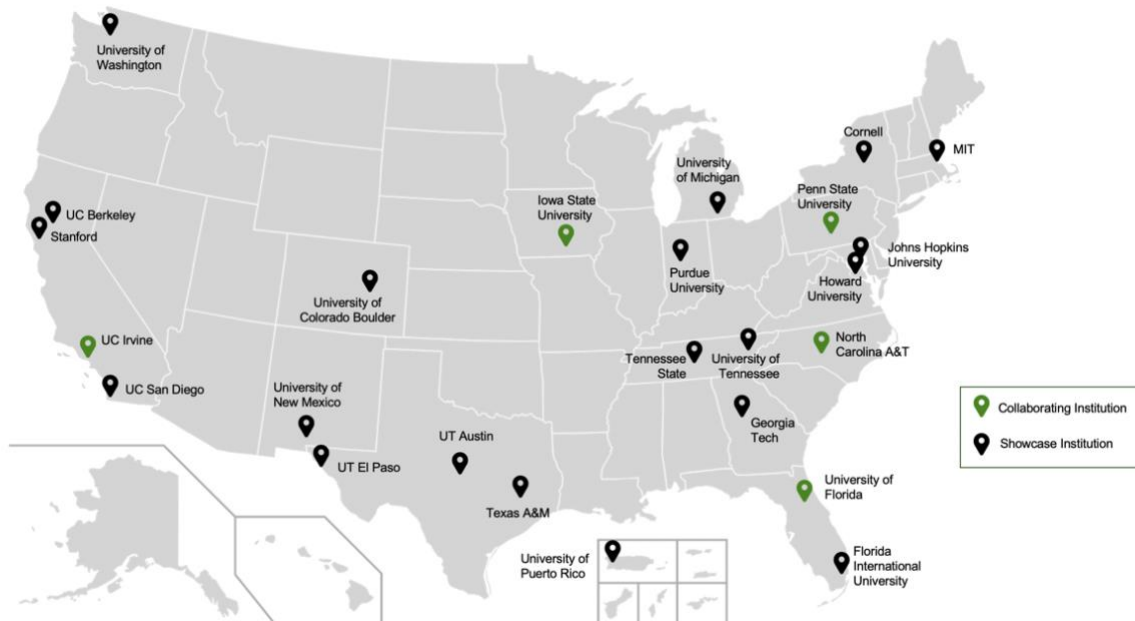 University of
Washington
Cornell
MIT
University
of Michigan
Penn State
University
Iowa State
University
UC Berkeley
Stanford
Johns Hopkins
University
Purdue
University
Howard
University
University of
Colorado Boulder
UC Irvine
North
Carolina A&T
Tennessee
State
University of
Tennessee
UC San Diego
University of
New Mexico
Georgia
Tech
Collaborating Institution
Showcase Institution
UT Austin
UT El Paso
Texas A&M
University of
Florida
University of
Puerto Rico
Florida
International
University